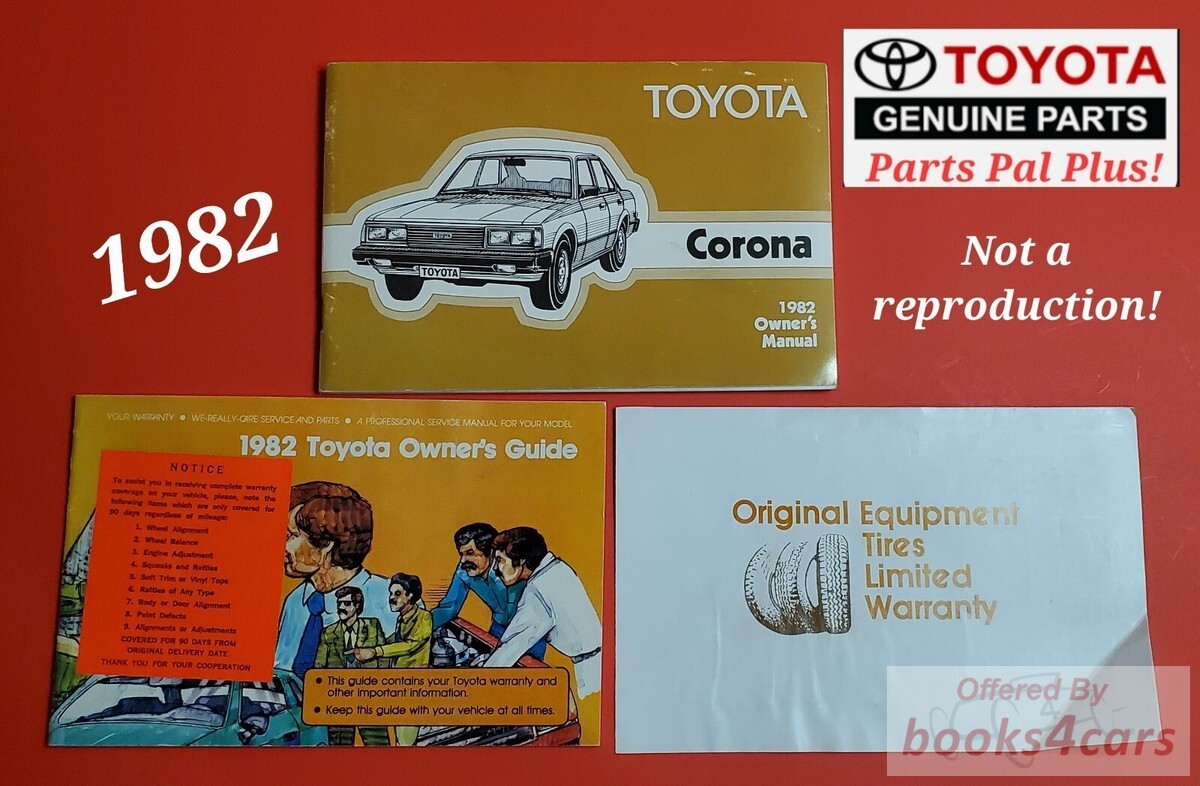 TOYOTA
GENUINE PARTS
Parts Pal Plus!
1982
Not a
reproduction!
TOYOTA
Corona
1982
Owner's
Manual
TOYOTA
YOUR WARRANTY • WE-REALLY-CARE SERVICE AND PARTS • A PROFESSIONAL SERVICE MANUAL FOR YOUR MODEL
1982 Toyota Owner's Guide
NOTICE
To assist you in receiving complete warranty
coverage on your vehicle, please, note the
following items which are only covered for
90 days regardless of mileage:
1. Wheel Alignment
2. Wheel Balance
3. Engine Adjustment
4. Squeaks and Rattles
5. Soft Trim or Vinyl Tops
6. Rattles of Any Type
7. Body or Door Alignment
8. Paint Defects
9. Alignments or Adjustments
COVERED FOR 90 DAYS FROM
ORIGINAL DELIVERY DATE
THANK YOU FOR YOUR COOPERATION
• This guide contains your Toyota warranty and
other important information.
• Keep this guide with your vehicle at all times.
Original Equipment
Tires
Limited
Warranty
Offered By
books4cars